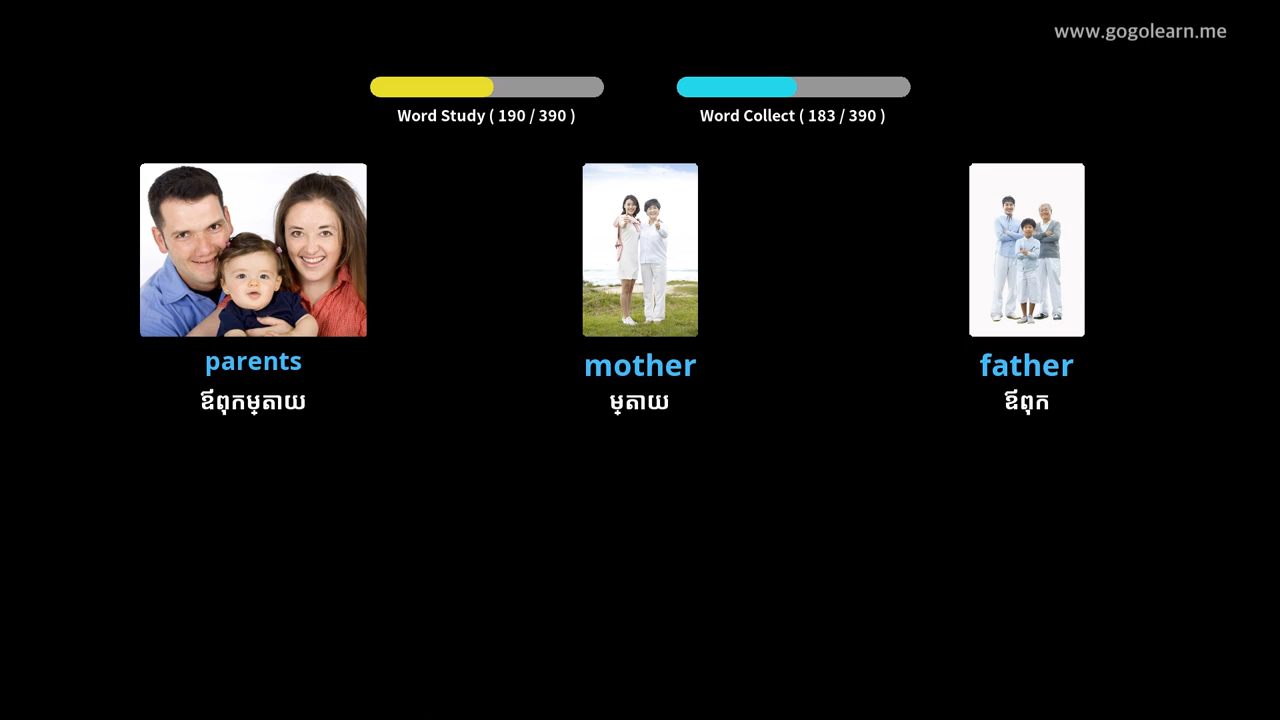 www.gogolearn.me
Word Study ( 190 / 390 )
Word Collect ( 183 / 390 )
parents
mother
father
ឪពុកម្តាយ
ម្តាយ
ឪពុក